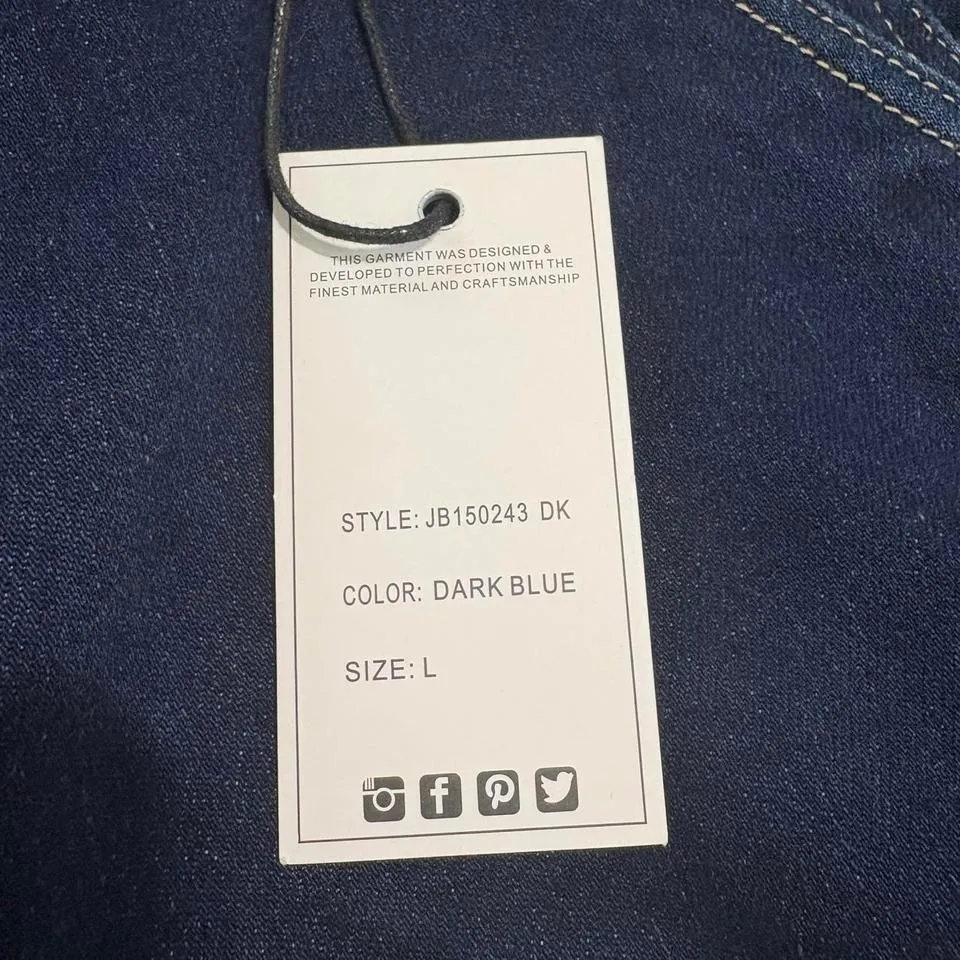 THIS GARMENT WAS DESIGNED &
DEVELOPED TO PERFECTION WITH THE
FINEST MATERIAL AND CRAFTSMANSHIP
STYLE: JB150243 DK
COLOR: DARK BLUE
SIZE: L